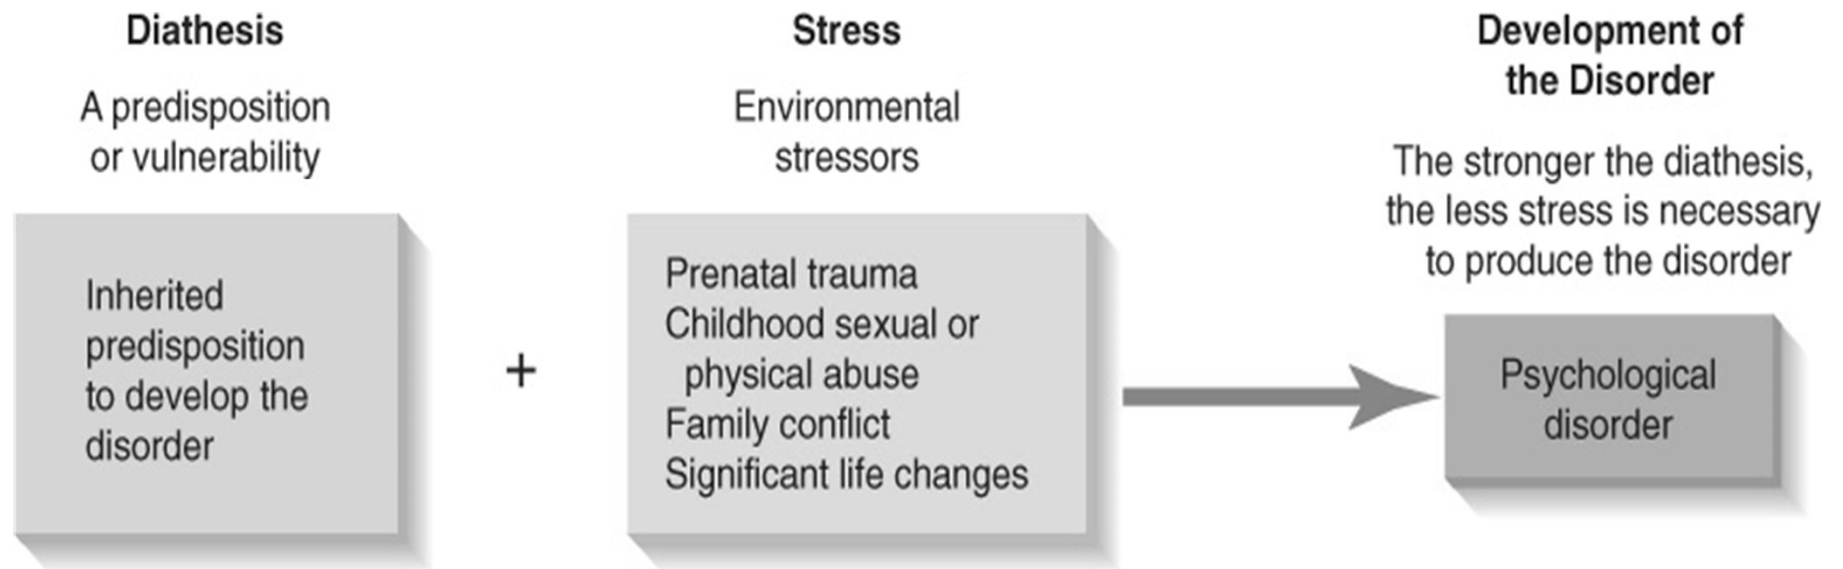 Diathesis
A predisposition
or vulnerability
Inherited
predisposition
to develop the
disorder
+
Stress
Environmental
stressors
Prenatal trauma
Childhood sexual or
physical abuse
Family conflict
Significant life changes
Development of
the Disorder
The stronger the diathesis,
the less stress is necessary
to produce the disorder
Psychological
disorder